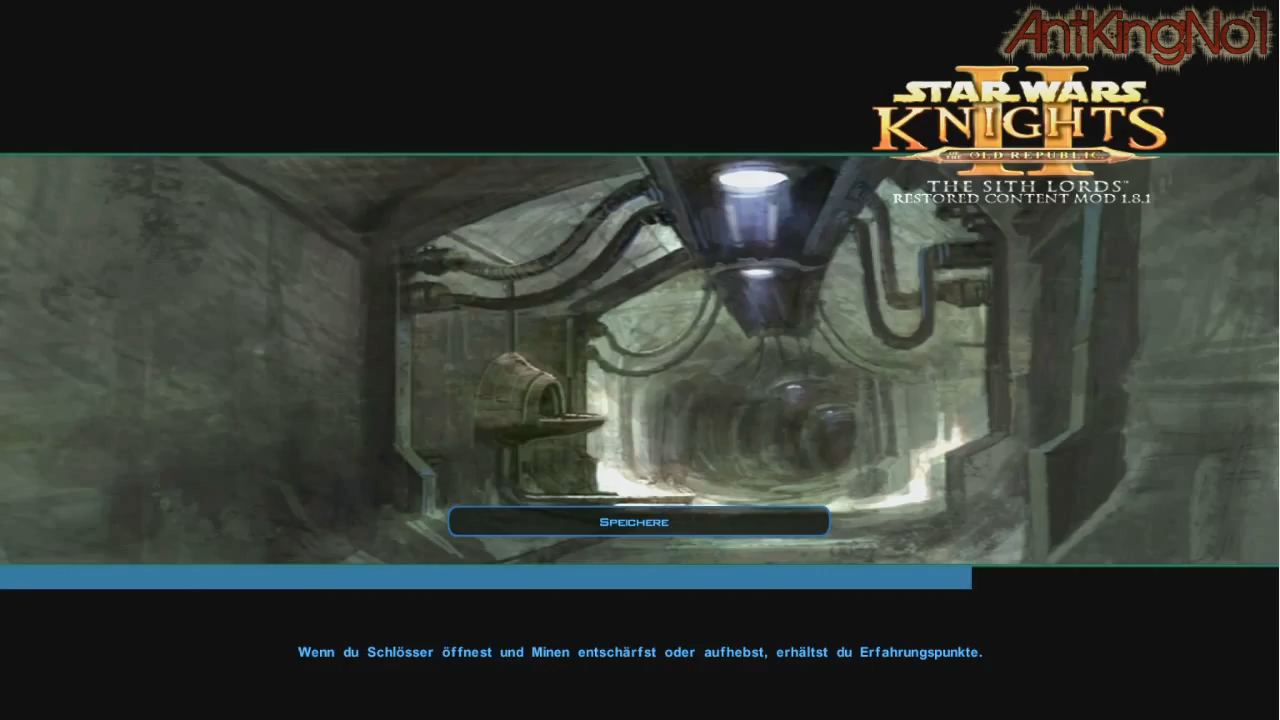 AntKingNo1
II
STAR WARS
KNIGHTS
OF THE OLD REPUBLIC
THE SITH LORDS™
RESTORED CONTENT MOD 1.8.1
SPEICHERE
Wenn du Schlösser öffnest und Minen entschärfst oder aufhebst, erhältst du Erfahrungspunkte.